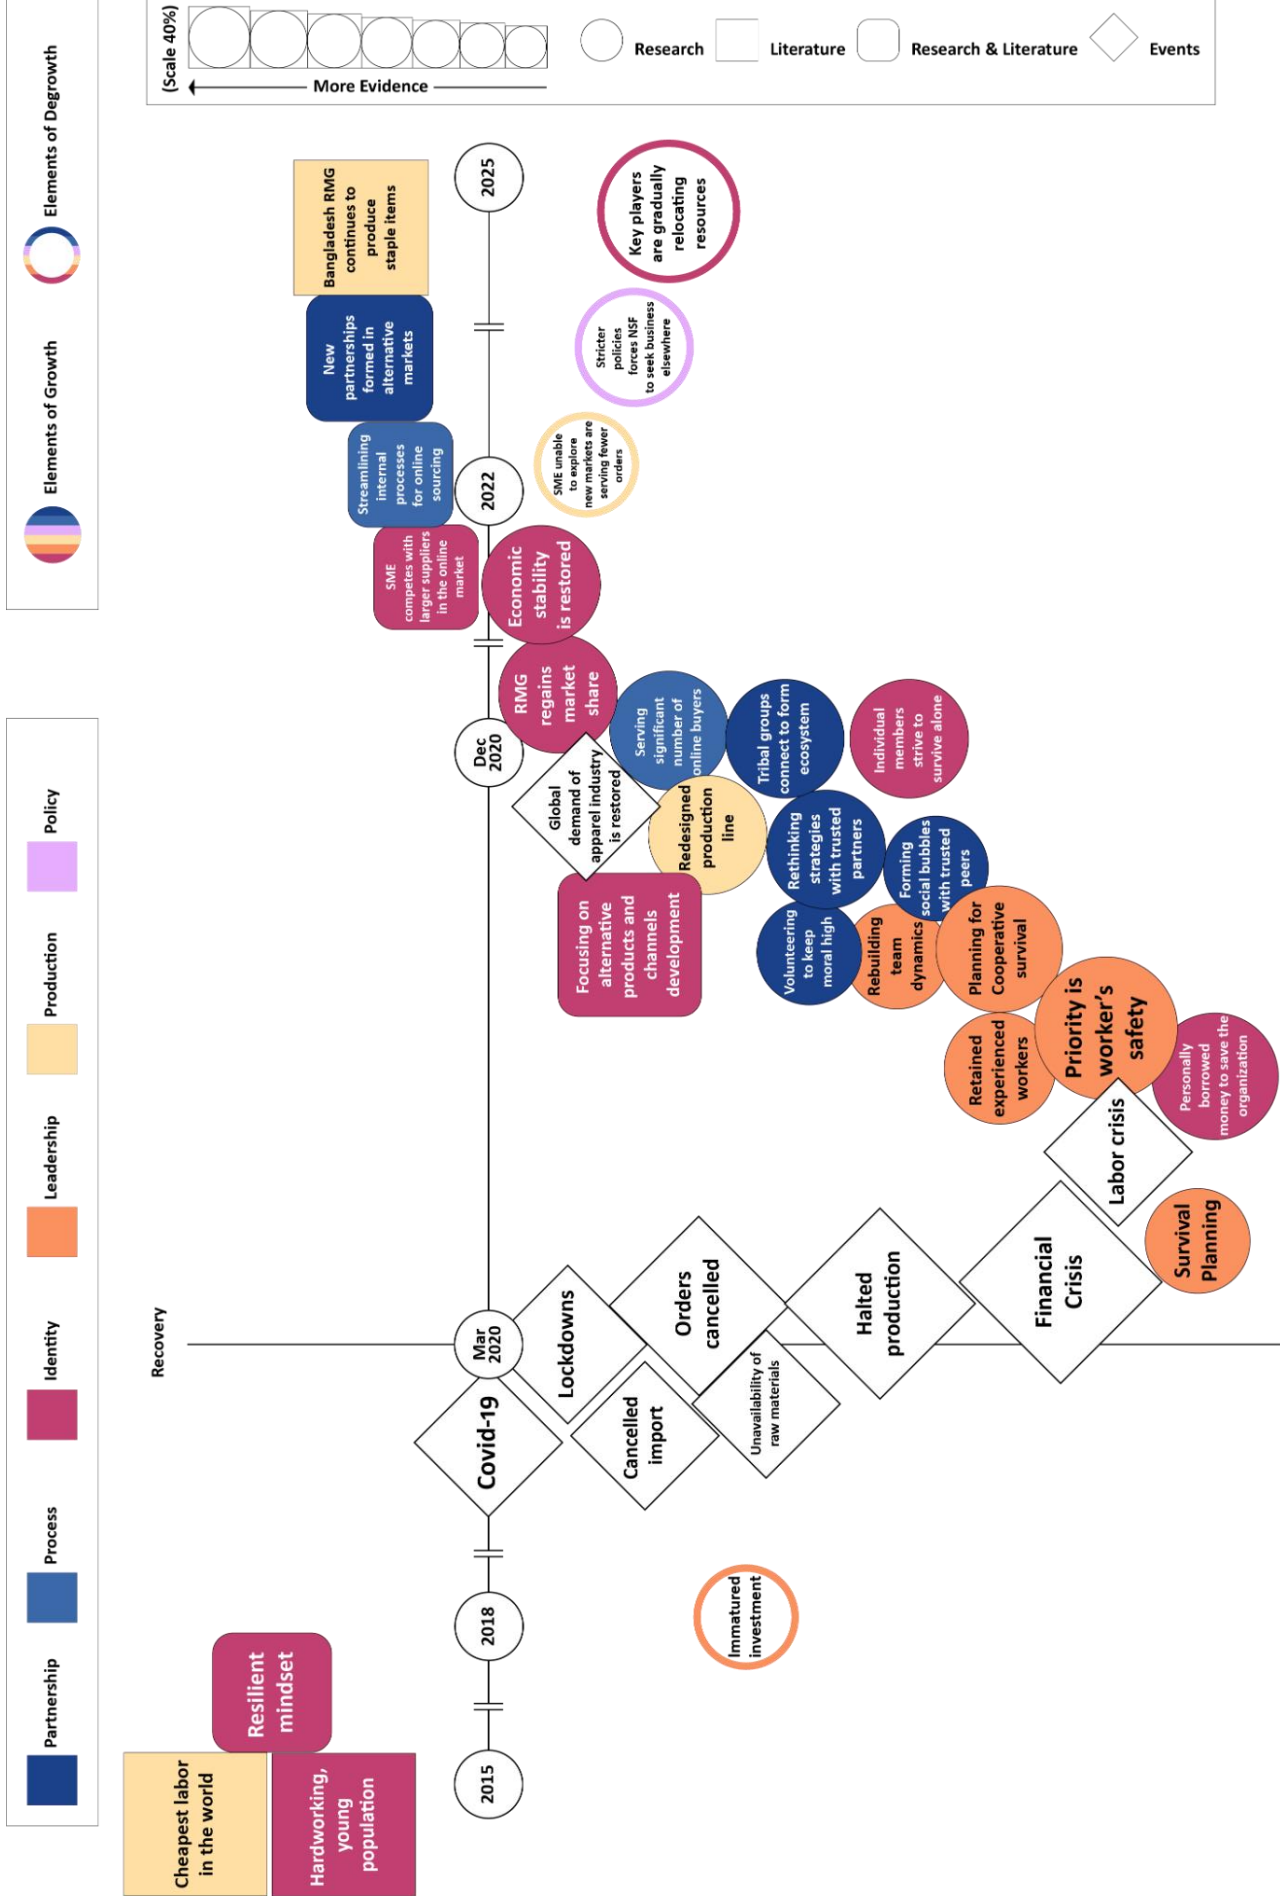 Partnership
Process
Identity
Leadership
Production
Policy
Elements of Growth
Elements of Degrowth
(Scale 40%)
More Evidence
Research
Literature
Research & Literature
Events
Recovery
Cheapest labor
in the world
Hardworking,
young
population
Resilient
mindset
2015
2018
Immatured
investment
Covid-19
Mar
2020
Lockdowns
Cancelled
import
Orders
cancelled
Unavailability of
raw materials
Halted
production
Financial
Crisis
Labor crisis
Survival
Planning
Personally
borrowed
money to save the
organization
Priority is
worker's
safety
Retained
experienced
workers
Planning for
Cooperative
survival
Rebuilding
team
dynamics
Volunteering
to keep
moral high
Forming
social bubbles
with trusted
peers
Rethinking
strategies
with trusted
partners
Focusing on
alternative
products and
channels
development
Redesigned
production
line
Global
demand of
apparel industry
is restored
Dec
2020
Serving
significant
number of
online buyers
Tribal groups
connect to form
ecosystem
Individual
members
strive to
survive alone
RMG
regains
market
share
Economic
stability
is restored
SME
competes with
larger suppliers
in the online
market
Streamlining
internal
processes
for online
sourcing
2022
SME unable
to explore
new markets are
serving fewer
orders
New
partnerships
formed in
alternative
markets
Stricter
policies
forces NSF
to seek business
elsewhere
Bangladesh RMG
continues to
produce
staple items
2025
Key players
are gradually
relocating
resources